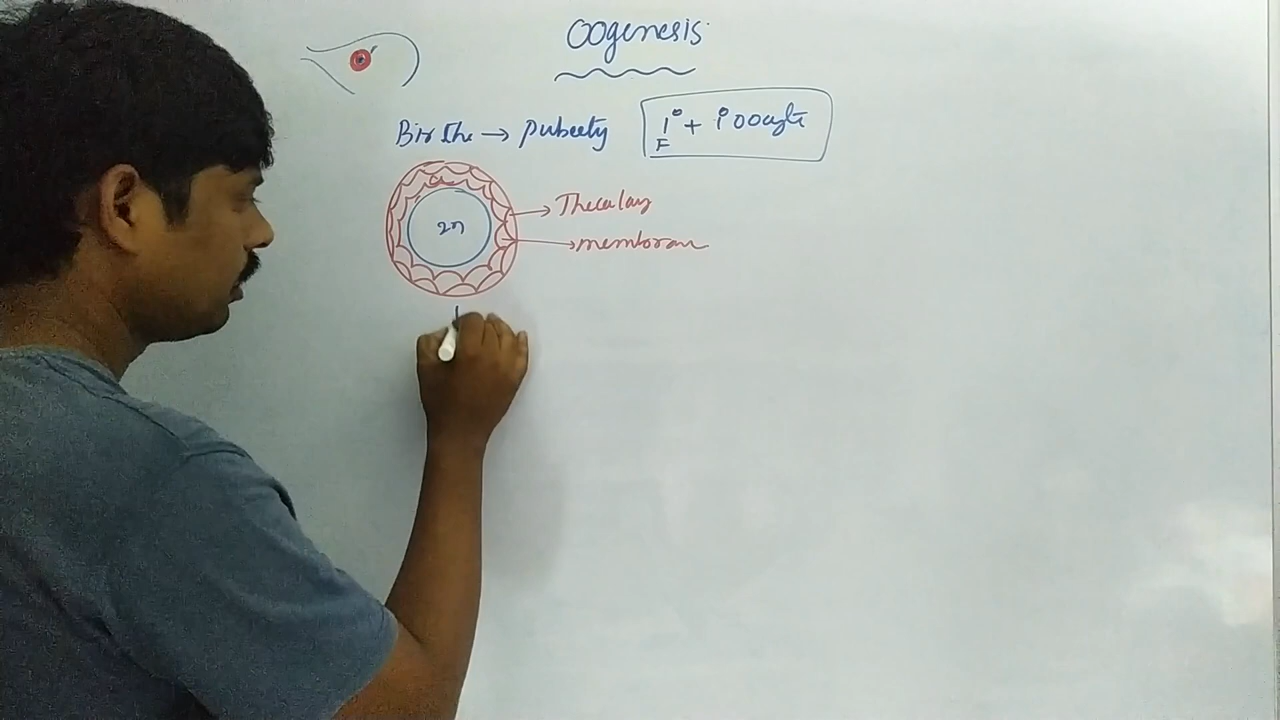 Oogenesis
Birthe → puberty 1° + 1° oocyte
F
Theca lay
2n
membran